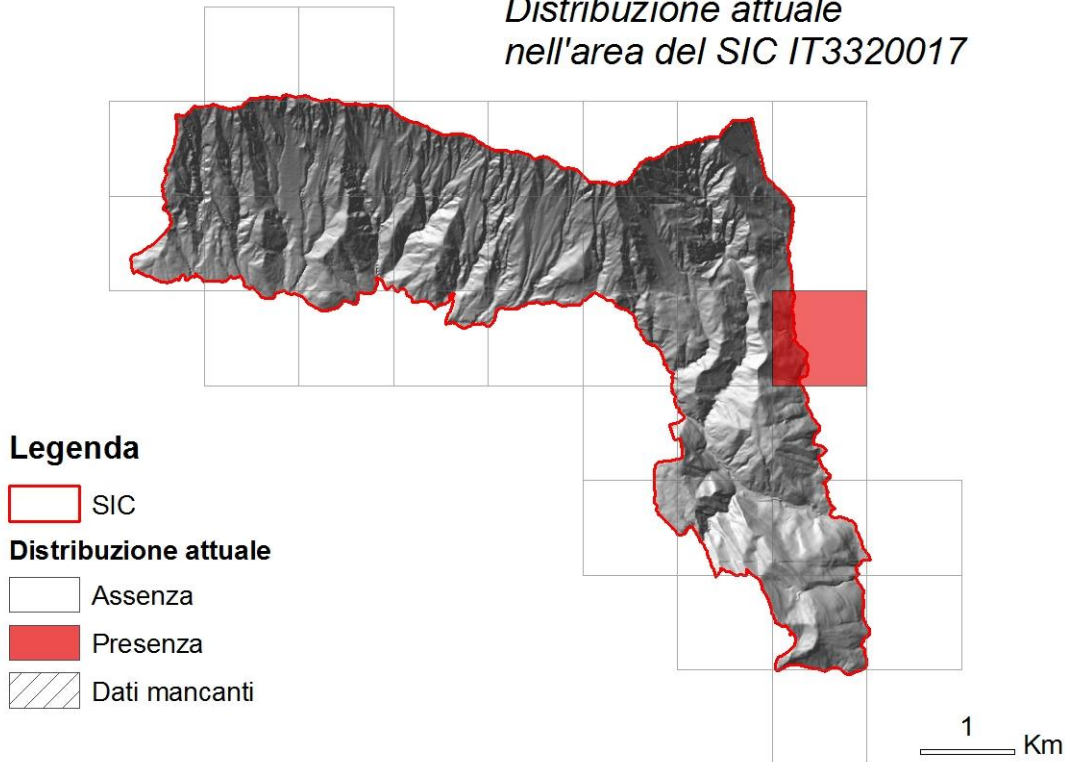 Distribuzione attuale
nell'area del SIC IT3320017
Legenda
SIC
Distribuzione attuale
Assenza
Presenza
Dati mancanti
1
Km